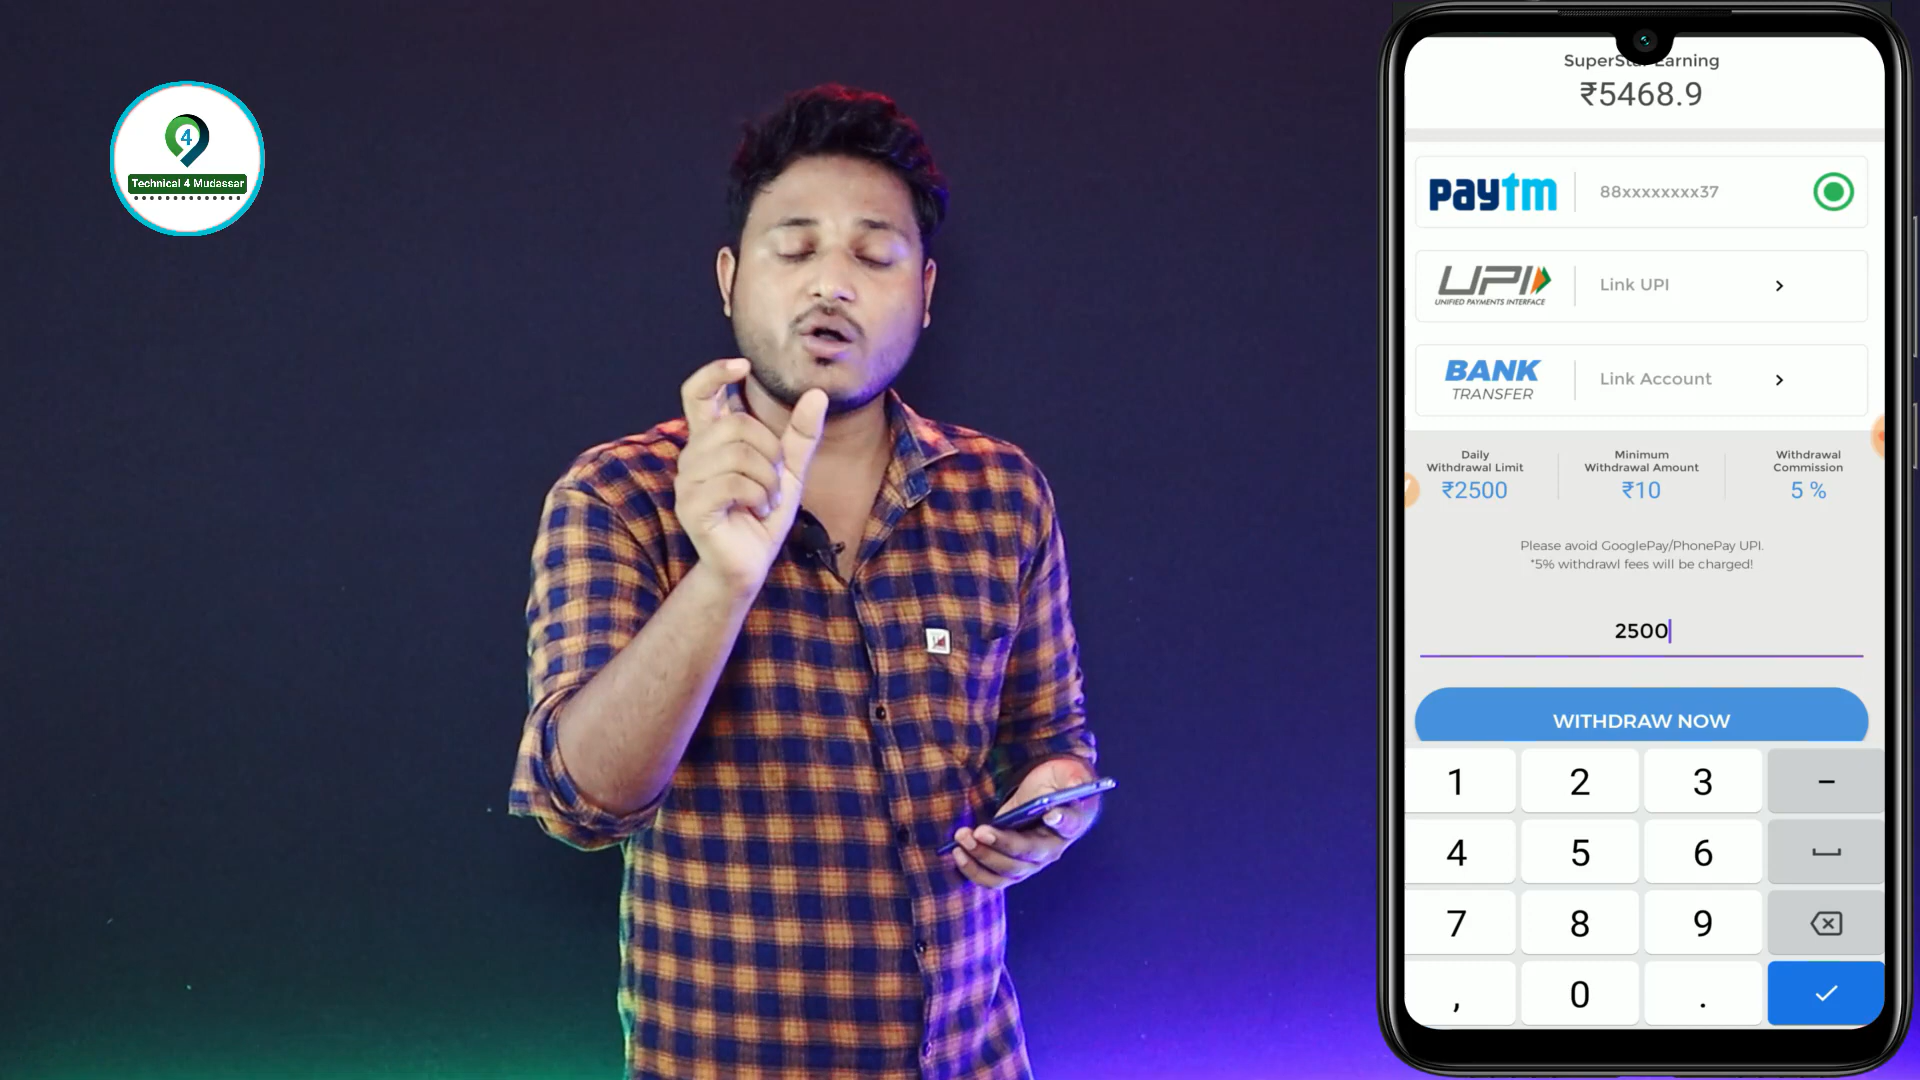 4
Technical 4 Mudassar
SuperSt Earning
₹5468.9
paytm
88xxxxxxxx37
UPI
UNIFIED PAYMENTS INTERFACE
Link UPI
BANK
TRANSFER
Link Account
Daily
Withdrawal Limit
₹2500
Minimum
Withdrawal Amount
₹10
Withdrawal
Commission
5 %
Please avoid GooglePay/PhonePay UPI.
*5% withdrawl fees will be charged!
2500
WITHDRAW NOW
1 2 3 -
4 5 6
7 8 9
, 0 .